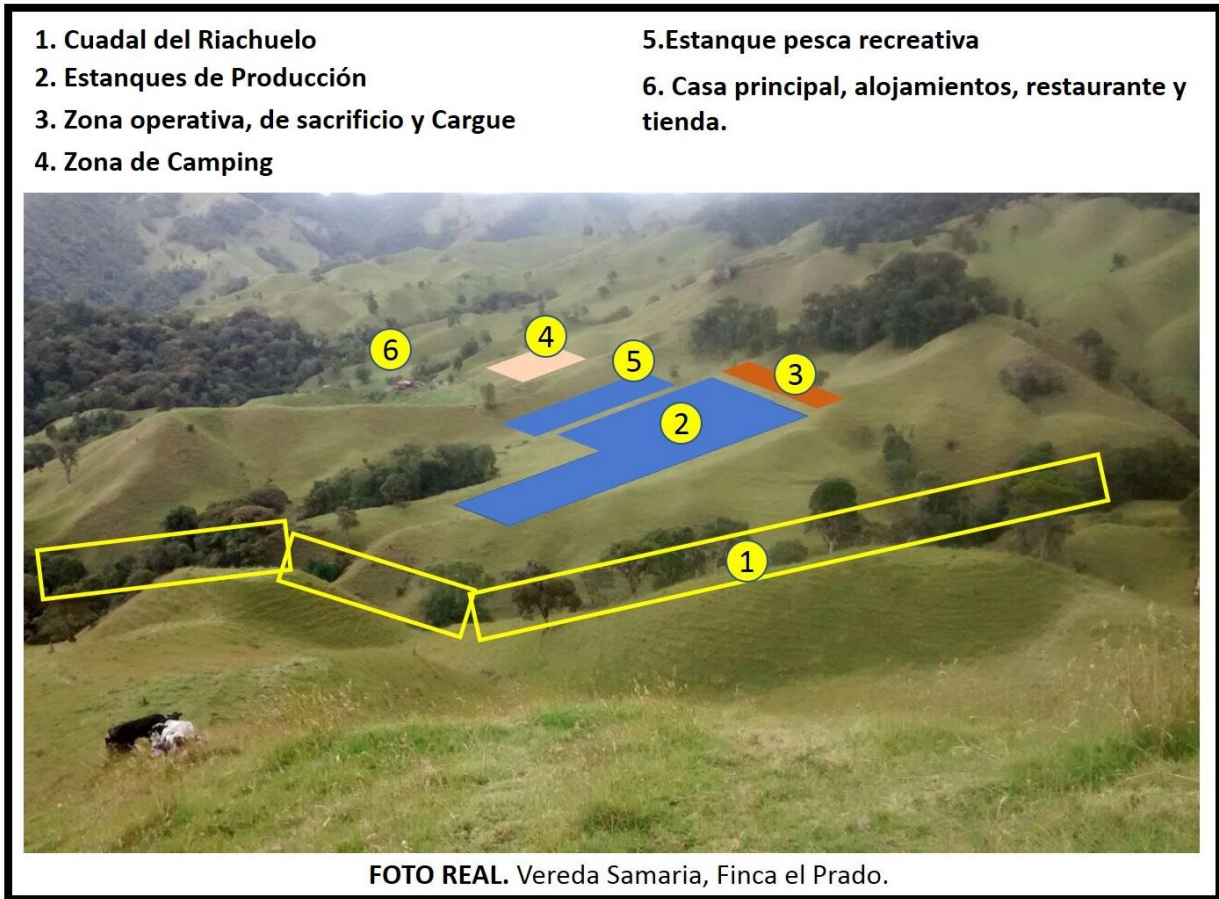 1. Cuadal del Riachuelo
2. Estanques de Producción
3. Zona operativa, de sacrificio y Cargue
4. Zona de Camping
5.Estanque pesca recreativa
6. Casa principal, alojamientos, restaurante y
tienda.
6
4
5
3
2
1
FOTO REAL. Vereda Samaria, Finca el Prado.